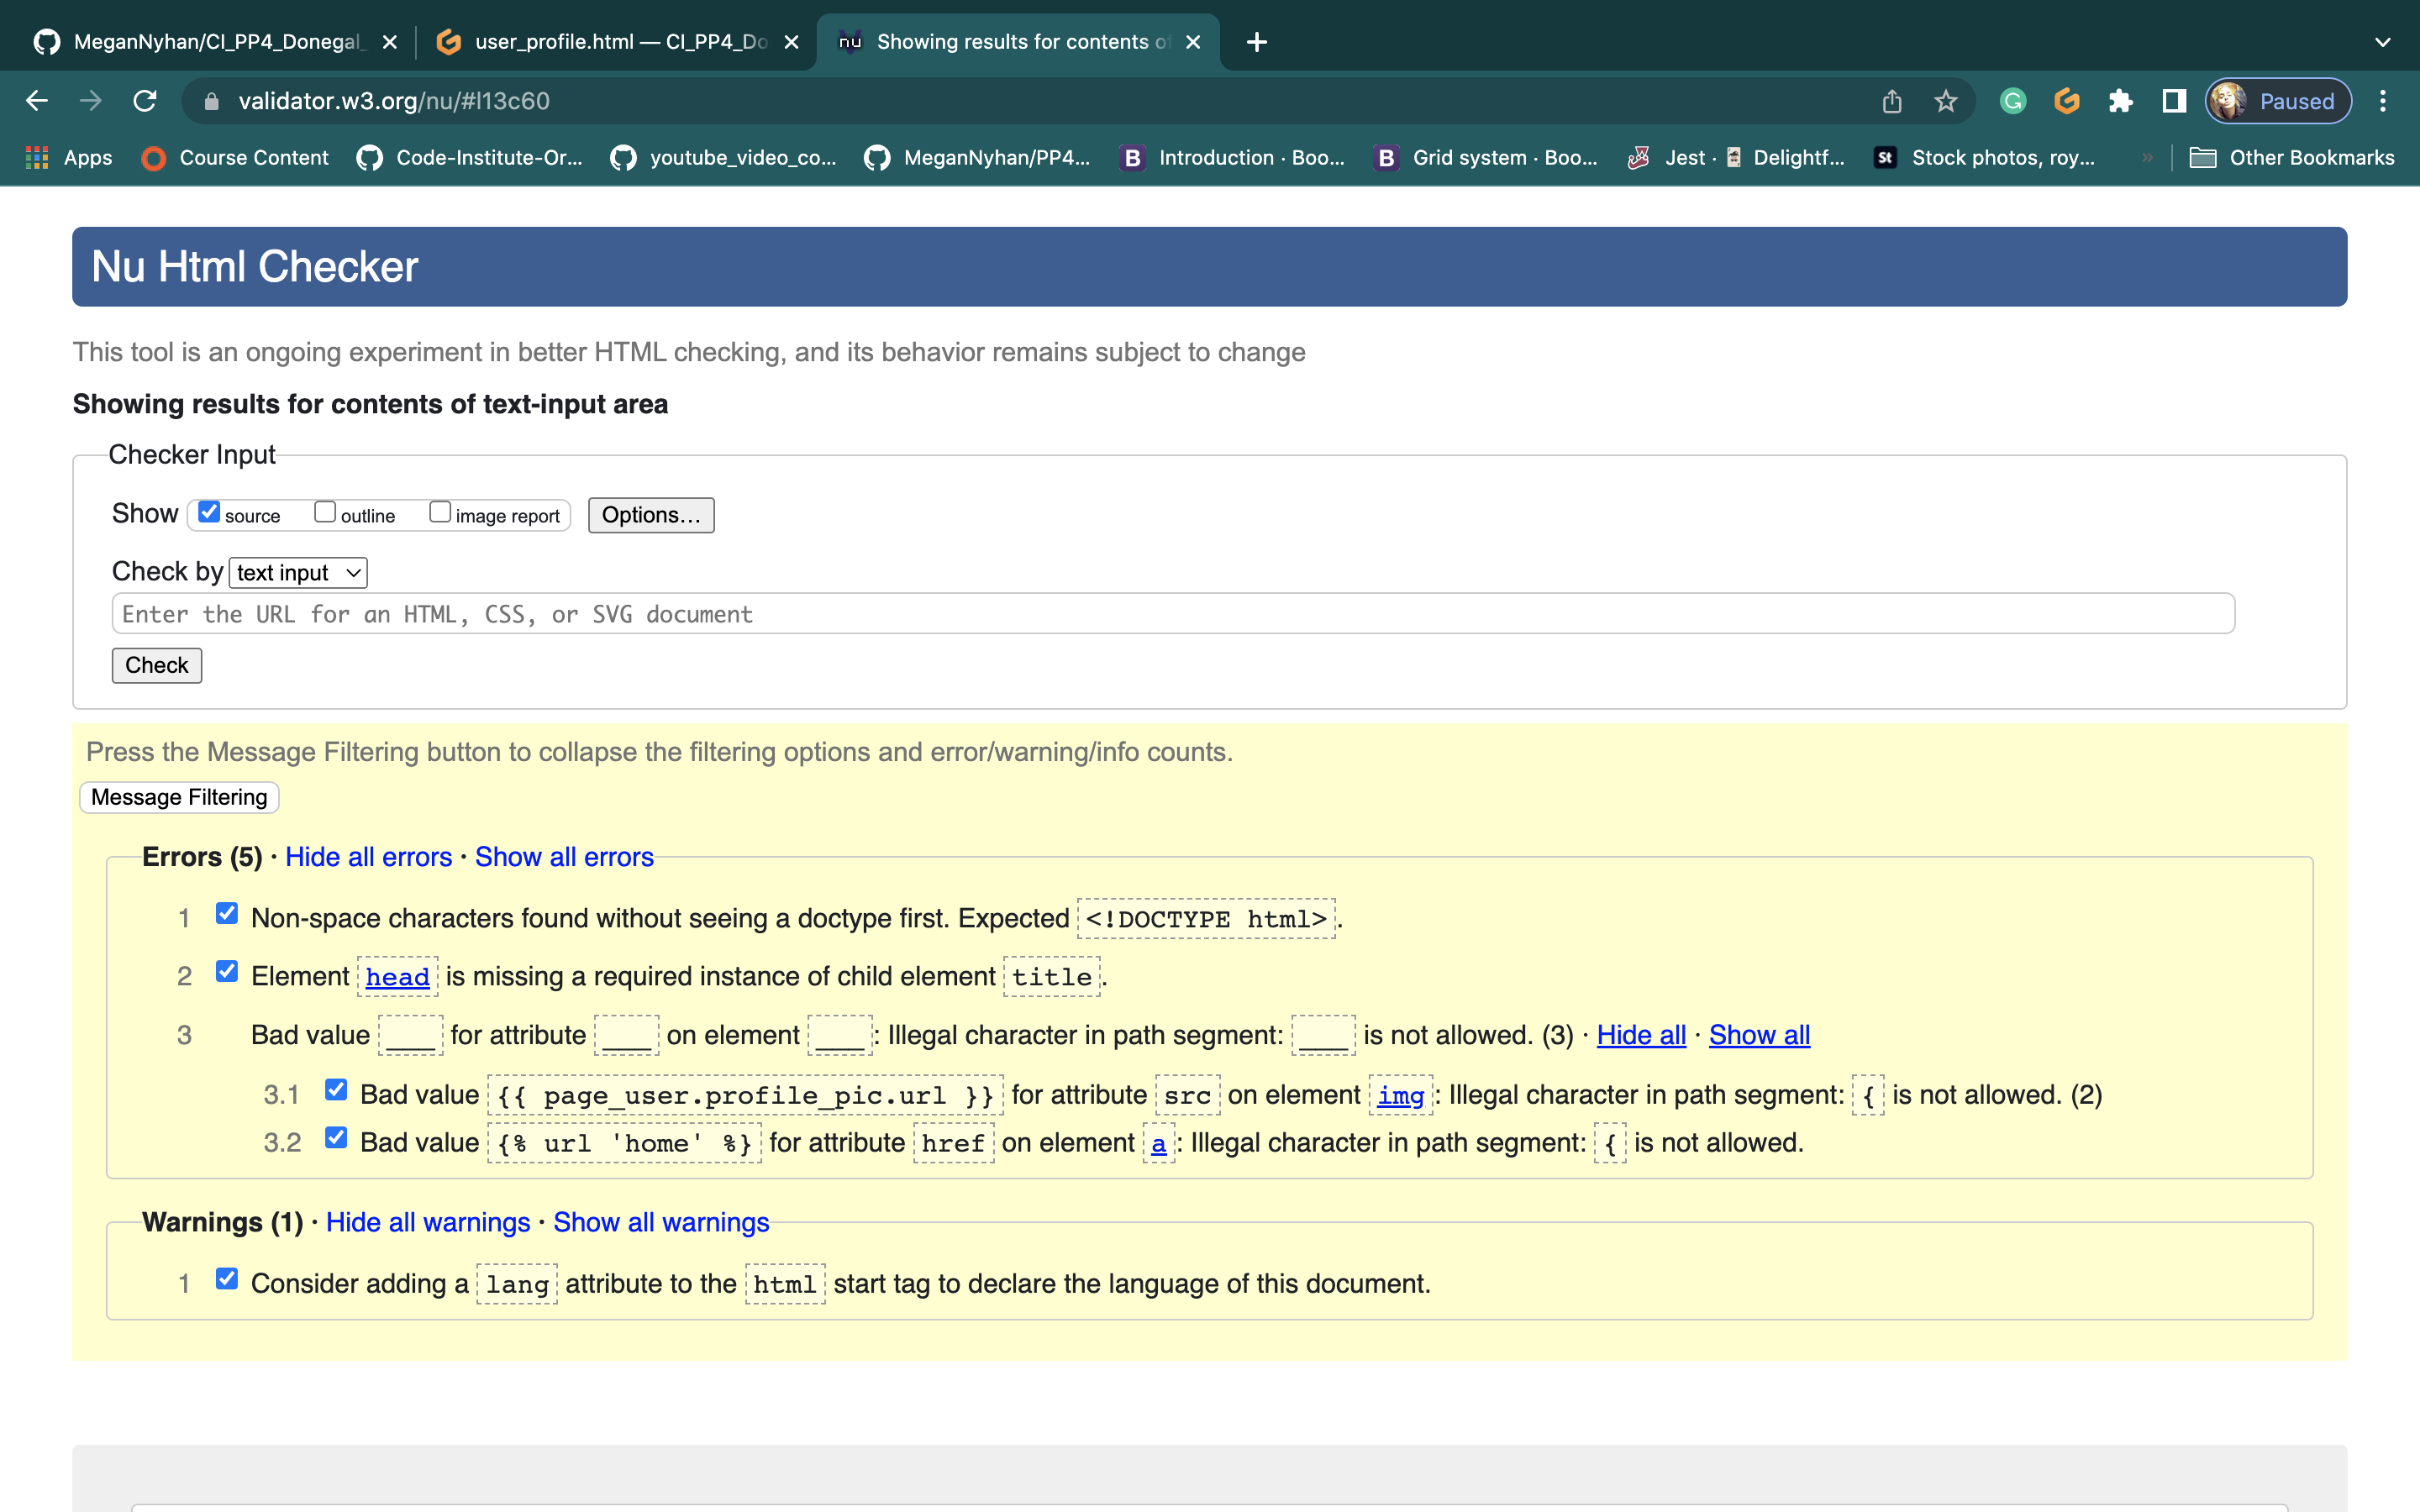 MeganNyhan/CI_PP4_Donegal_
user_profile.html — CI_PP4_Do
nu Showing results for contents of
validator.w3.org/nu/#l13c60
Paused
Apps Course Content Code-Institute-Or... youtube_video_co... MeganNyhan/PP4... B Introduction · Boo... B Grid system · Boo... Jest · Delightf... St Stock photos, roy... » Other Bookmarks
Nu Html Checker
This tool is an ongoing experiment in better HTML checking, and its behavior remains subject to change
Showing results for contents of text-input area
Checker Input
Show source outline image report Options...
Check by text input
Enter the URL for an HTML, CSS, or SVG document
Check
Press the Message Filtering button to collapse the filtering options and error/warning/info counts.
Message Filtering
Errors (5) · Hide all errors · Show all errors
1 Non-space characters found without seeing a doctype first. Expected <!DOCTYPE html>.
2 Element head is missing a required instance of child element title.
3 Bad value ___ for attribute ___ on element ___: Illegal character in path segment: ___ is not allowed. (3) · Hide all · Show all
3.1 Bad value {{ page_user.profile_pic.url }} for attribute src on element img: Illegal character in path segment: { is not allowed. (2)
3.2 Bad value {% url 'home' %} for attribute href on element a: Illegal character in path segment: { is not allowed.
Warnings (1) · Hide all warnings · Show all warnings
1 Consider adding a lang attribute to the html start tag to declare the language of this document.